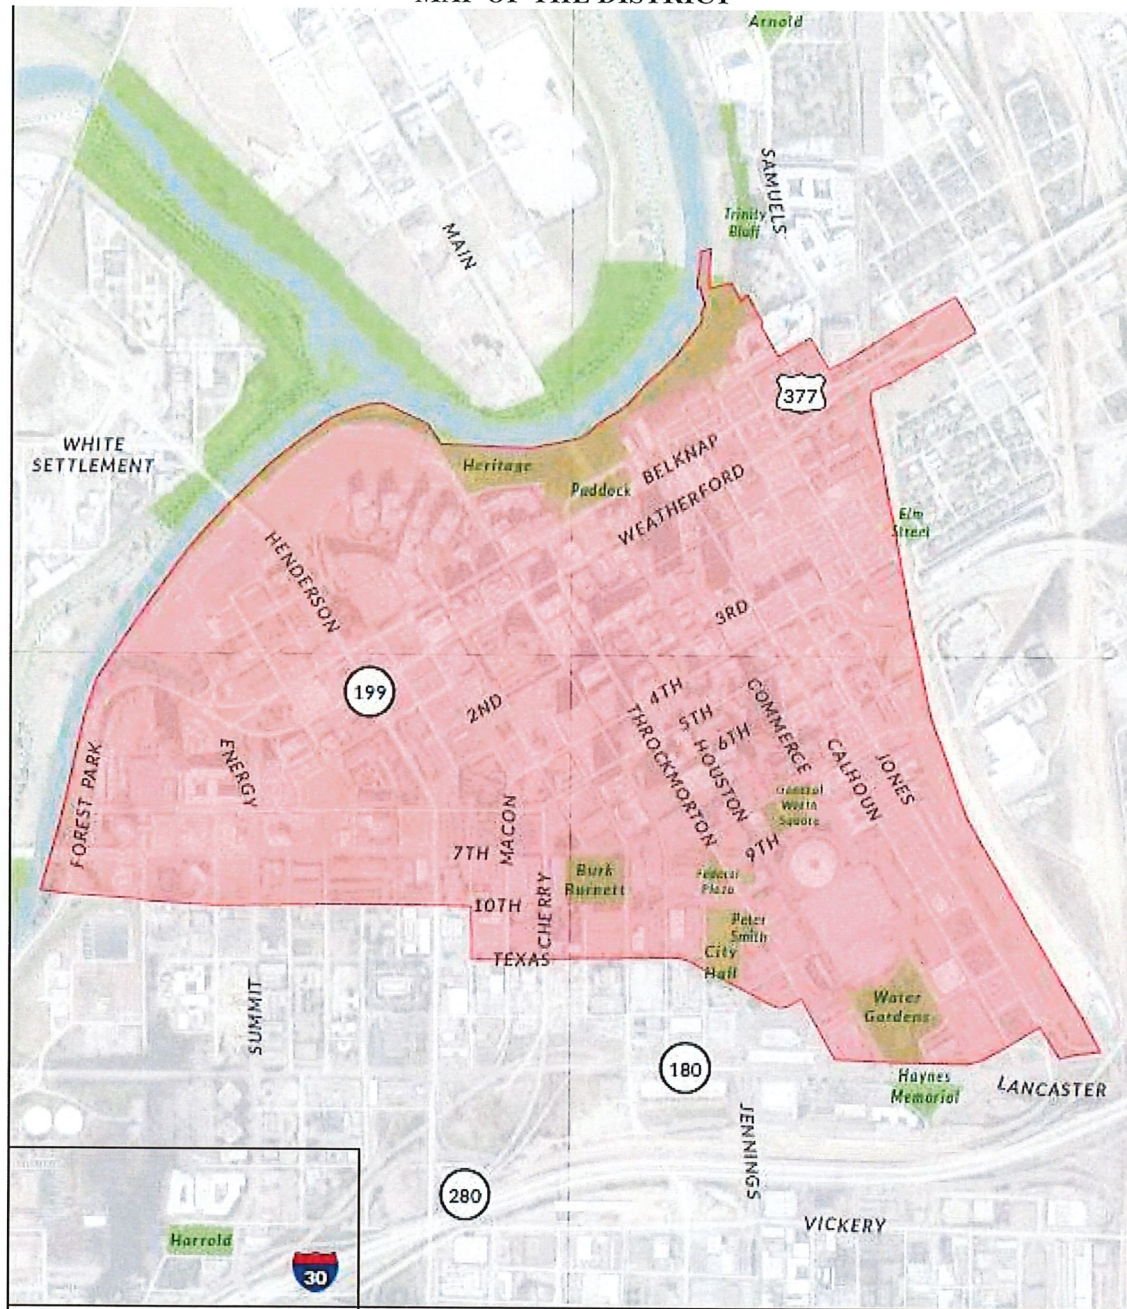 MAP OF THE DISTRICT
Arnold
SAMUELS
Trinity
Bluff
MAIN
377
WHITE
SETTLEMENT
Heritage
Paddock
BELKNAP
WEATHERFORD
Elm
Street
HENDERSON
3RD
199
2ND
4TH
5TH
6TH
COMMERCE
THROCKMORTON
HOUSTON
CALHOUN
JONES
FOREST PARK
ENERGY
General
Worth
Square
MACON
7TH
9TH
Burk
Burnett
Federal
Plaza
CHERRY
10TH
Peter
Smith
City
Hall
TEXAS
SUMMIT
Water
Gardens
180
Haynes
Memorial
LANCASTER
JENNINGS
280
VICKERY
Harrold
30